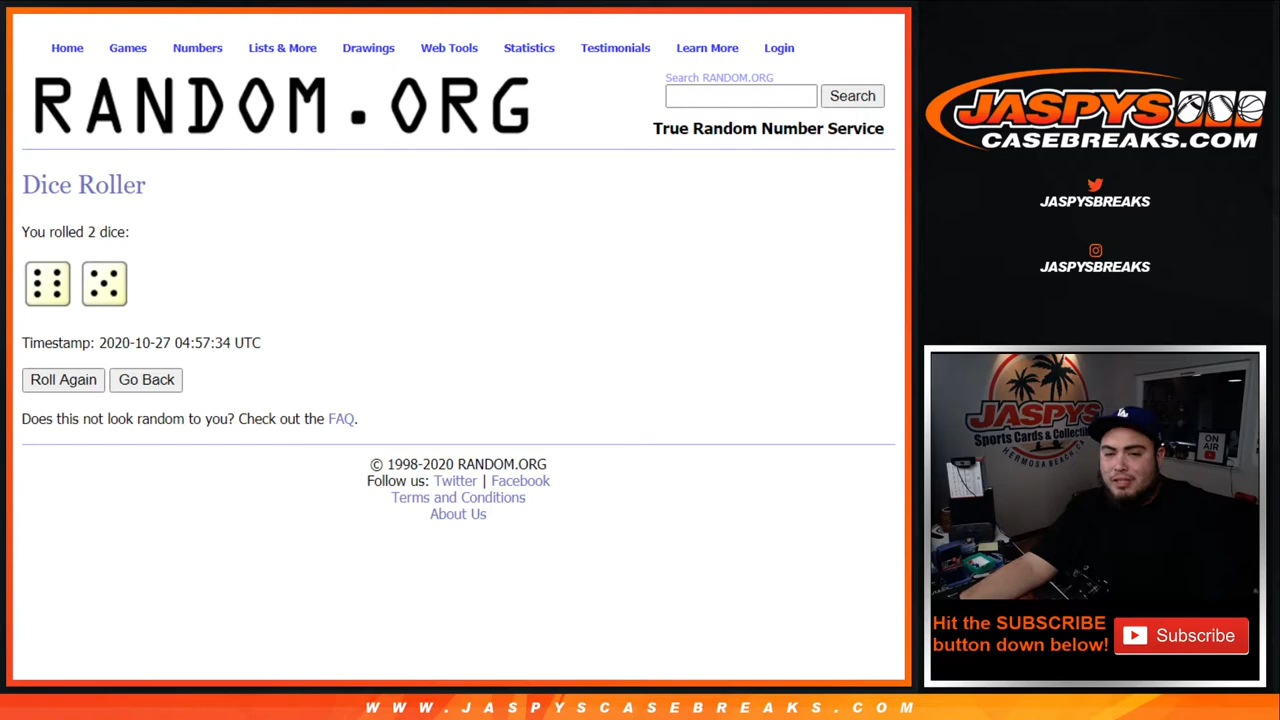 Home Games Numbers Lists & More Drawings Web Tools Statistics Testimonials Learn More Login
RANDOM.ORG
Search RANDOM.ORG
Search
True Random Number Service
Dice Roller
You rolled 2 dice:
Timestamp: 2020-10-27 04:57:34 UTC
Roll Again Go Back
Does this not look random to you? Check out the FAQ.
© 1998-2020 RANDOM.ORG
Follow us: Twitter | Facebook
Terms and Conditions
About Us
JASPYS
CASEBREAKS.COM
JASPYSBREAKS
JASPYSBREAKS
JASPYS
Sports Cards & Collectib
HERMOSA BEACH, CA
LA
ON
AIR
Hit the SUBSCRIBE
button down below!
Subscribe
WWW.JASPYSCASEBREAKS.COM